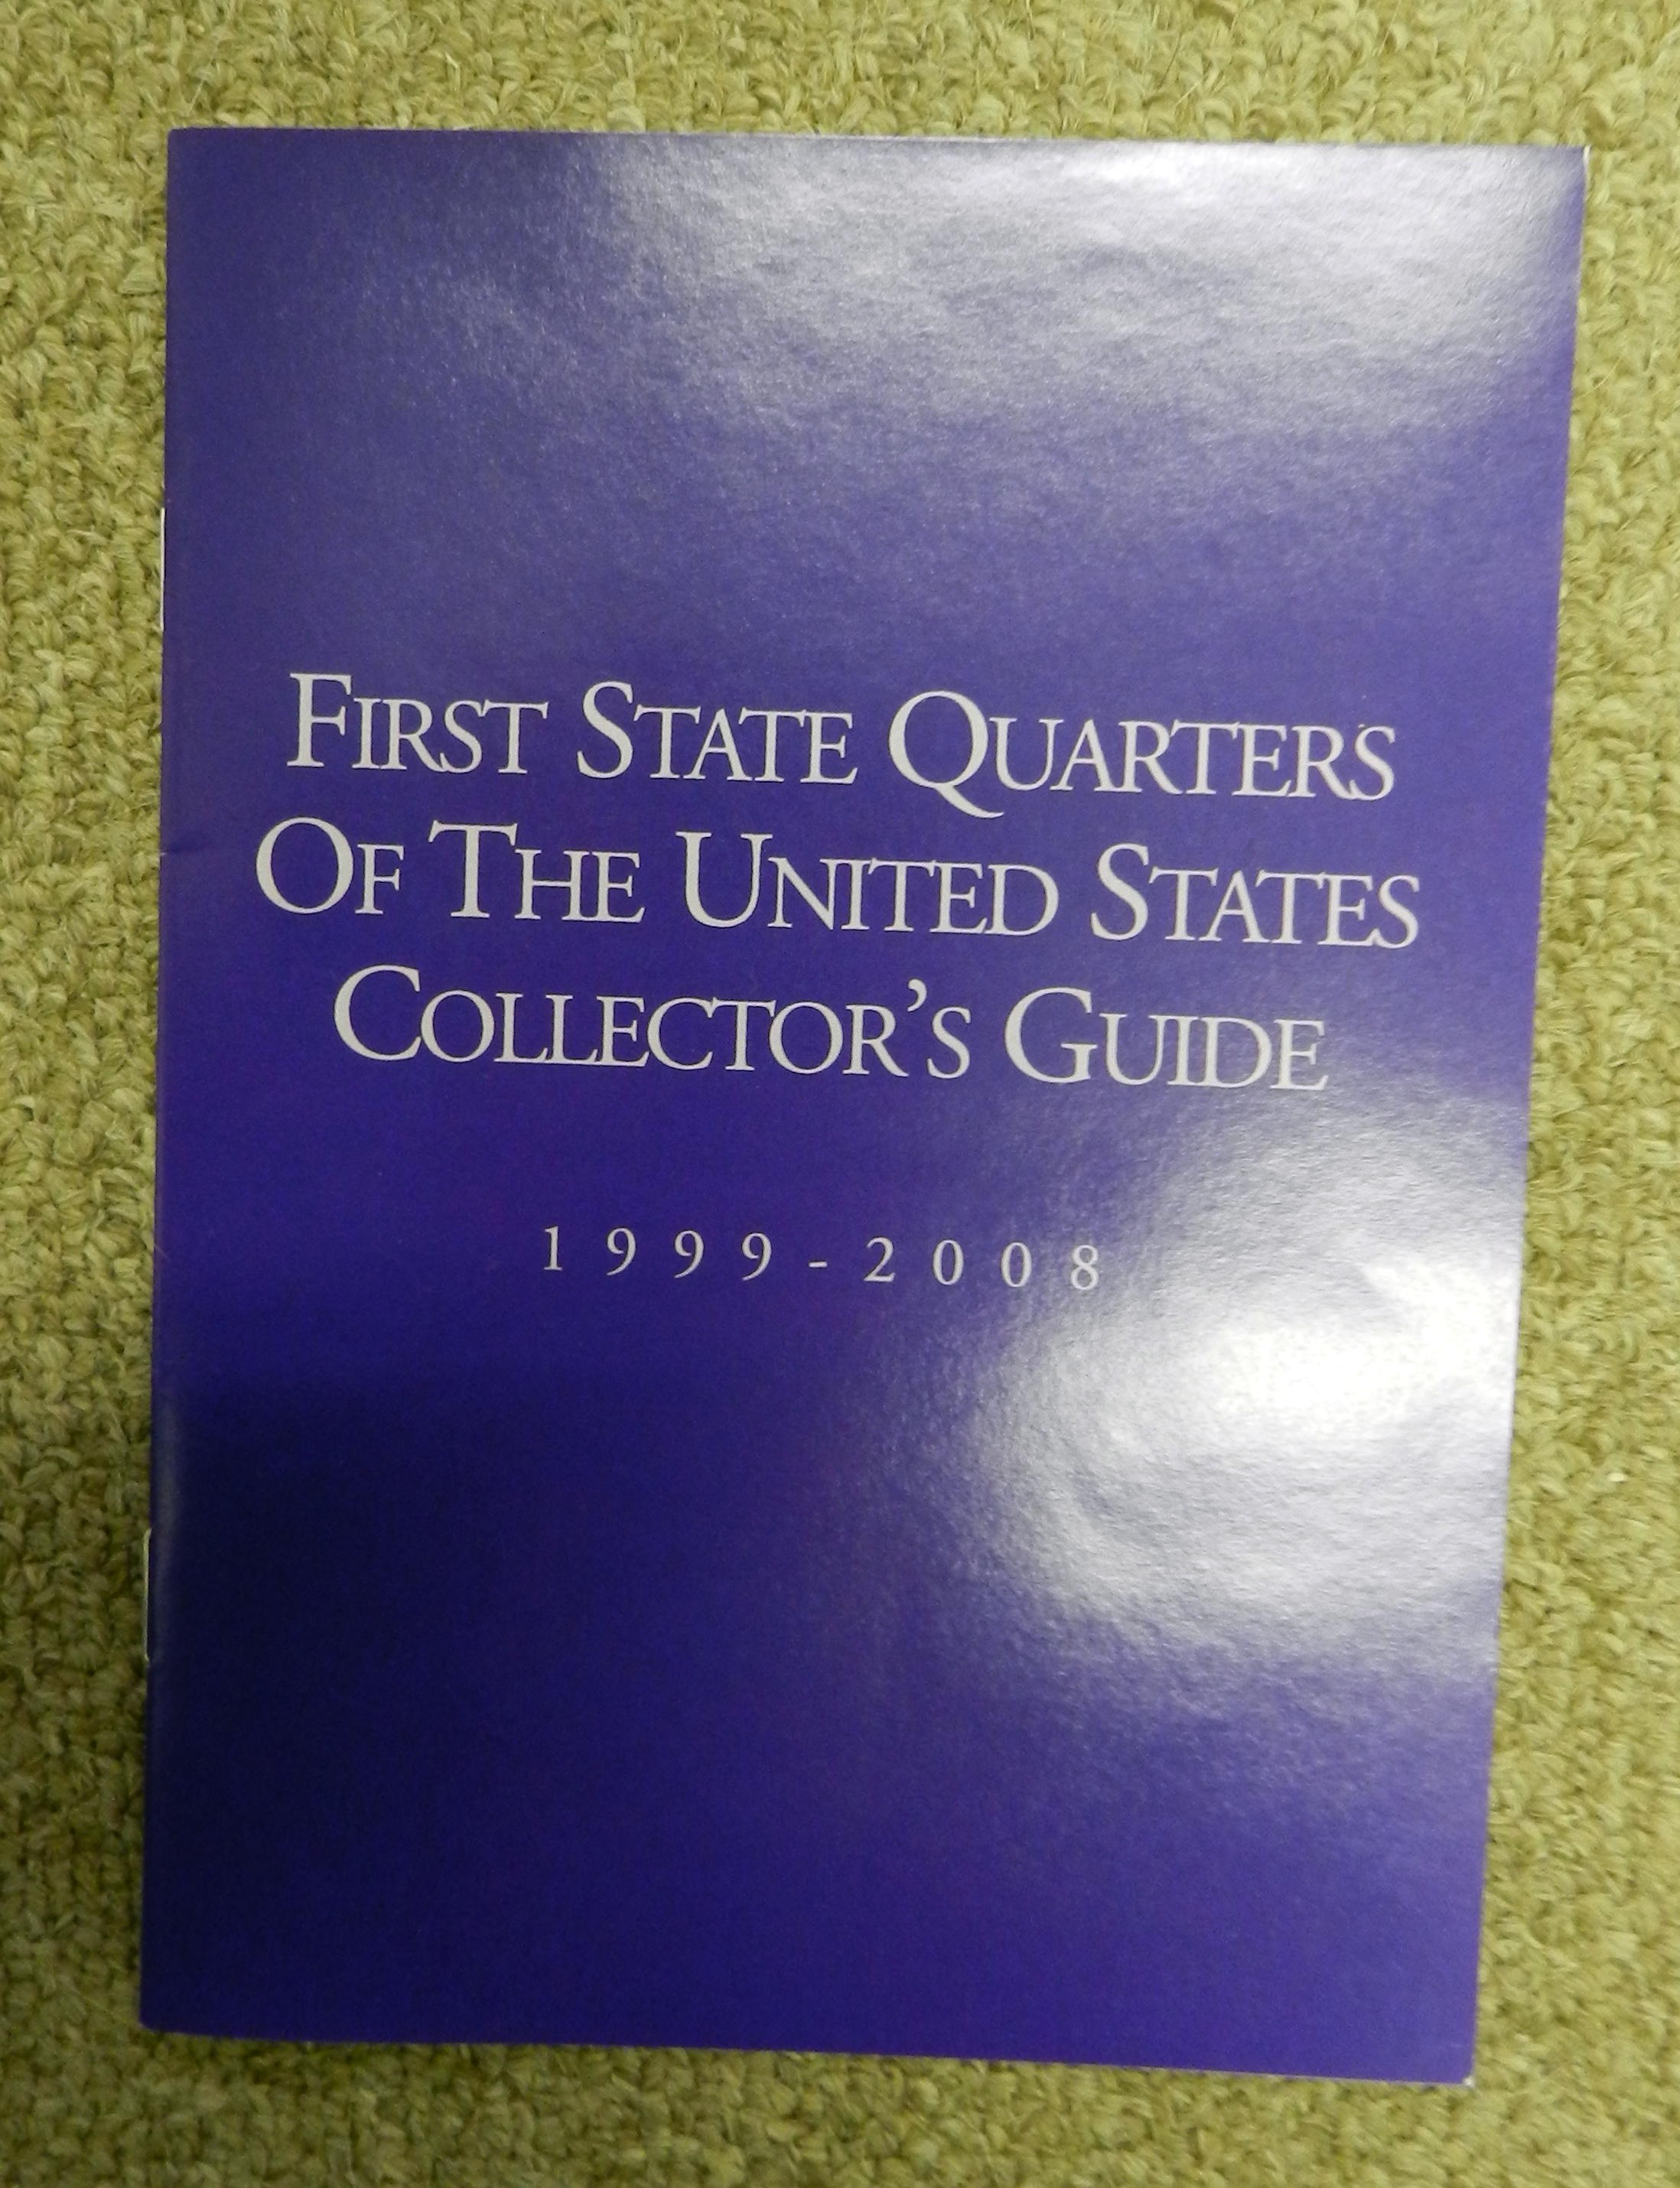 First State Quarters
Of The United States
Collector's Guide
1999-2008